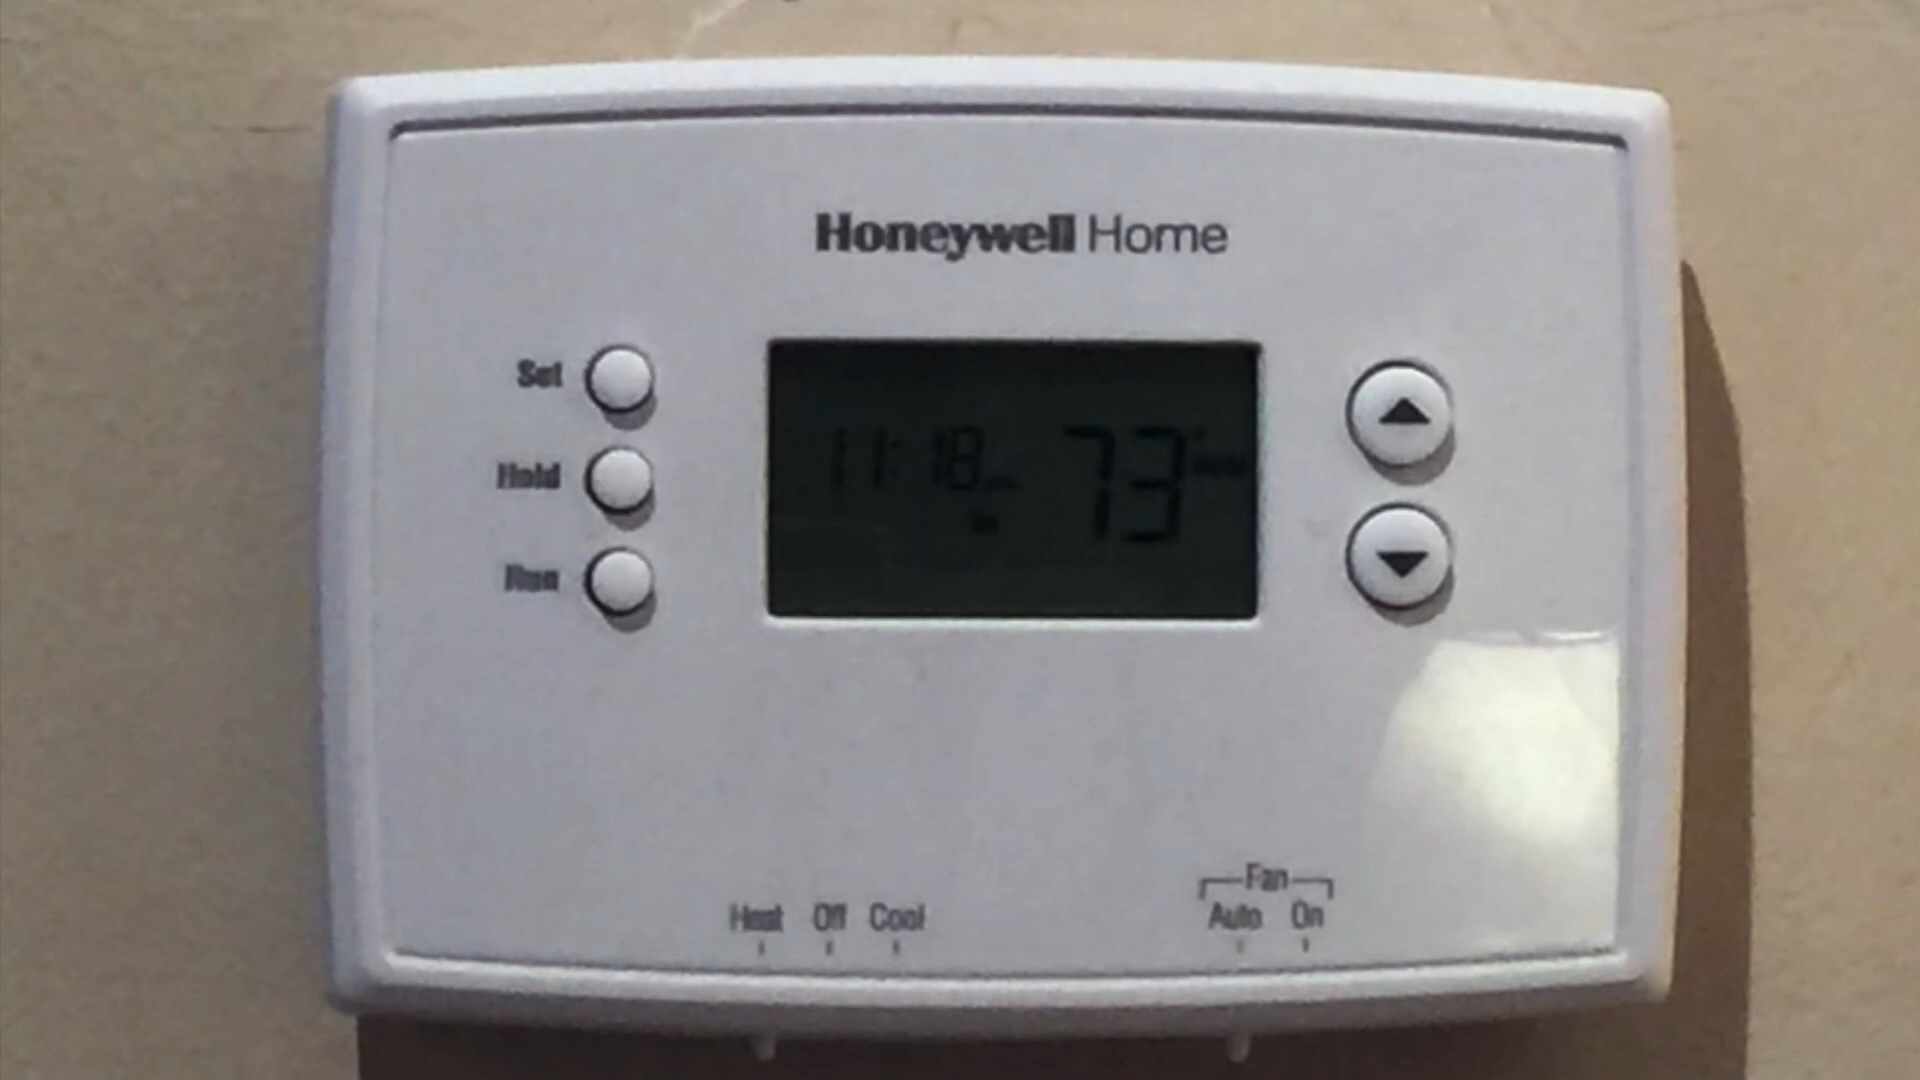 Honeywell Home
Set
Hold
Run
11:18 73°
Heat Off Cool
Fan
Auto On